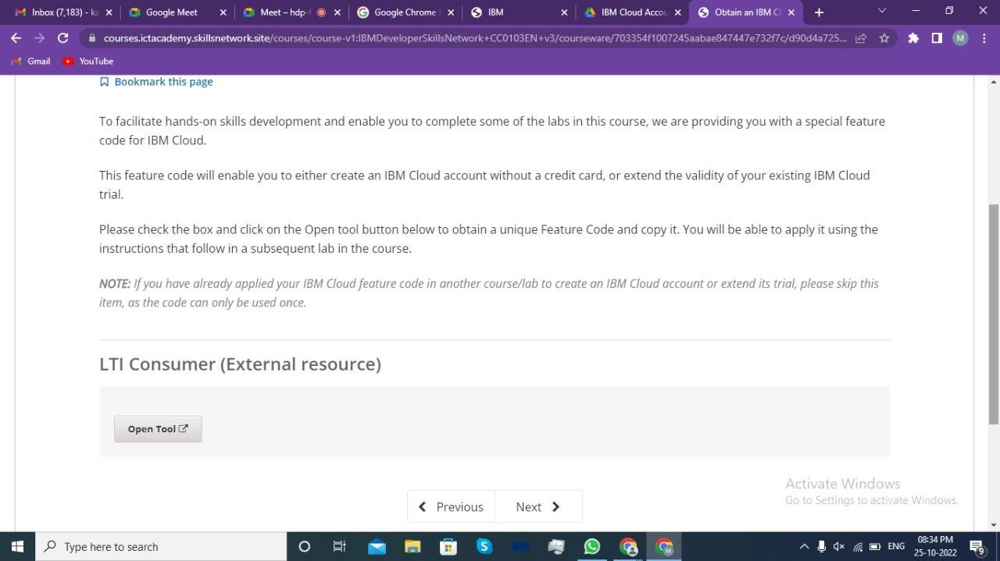 Inbox (7,183) - ka
Google Meet
Meet – hdp-
Google Chrome
IBM
IBM Cloud Accou
Obtain an IBM Cl
courses.ictacademy.skillsnetwork.site/courses/course-v1:IBMDeveloperSkillsNetwork+CC0103EN+v3/courseware/703354f1007245aabae847447e732f7c/d90d4a725...
M
Gmail
YouTube
Bookmark this page
To facilitate hands-on skills development and enable you to complete some of the labs in this course, we are providing you with a special feature
code for IBM Cloud.
This feature code will enable you to either create an IBM Cloud account without a credit card, or extend the validity of your existing IBM Cloud
trial.
Please check the box and click on the Open tool button below to obtain a unique Feature Code and copy it. You will be able to apply it using the
instructions that follow in a subsequent lab in the course.
NOTE: If you have already applied your IBM Cloud feature code in another course/lab to create an IBM Cloud account or extend its trial, please skip this
item, as the code can only be used once.
LTI Consumer (External resource)
Open Tool
Previous
Next
Activate Windows
Go to Settings to activate Windows.
Type here to search
ENG
08:34 PM
25-10-2022
9